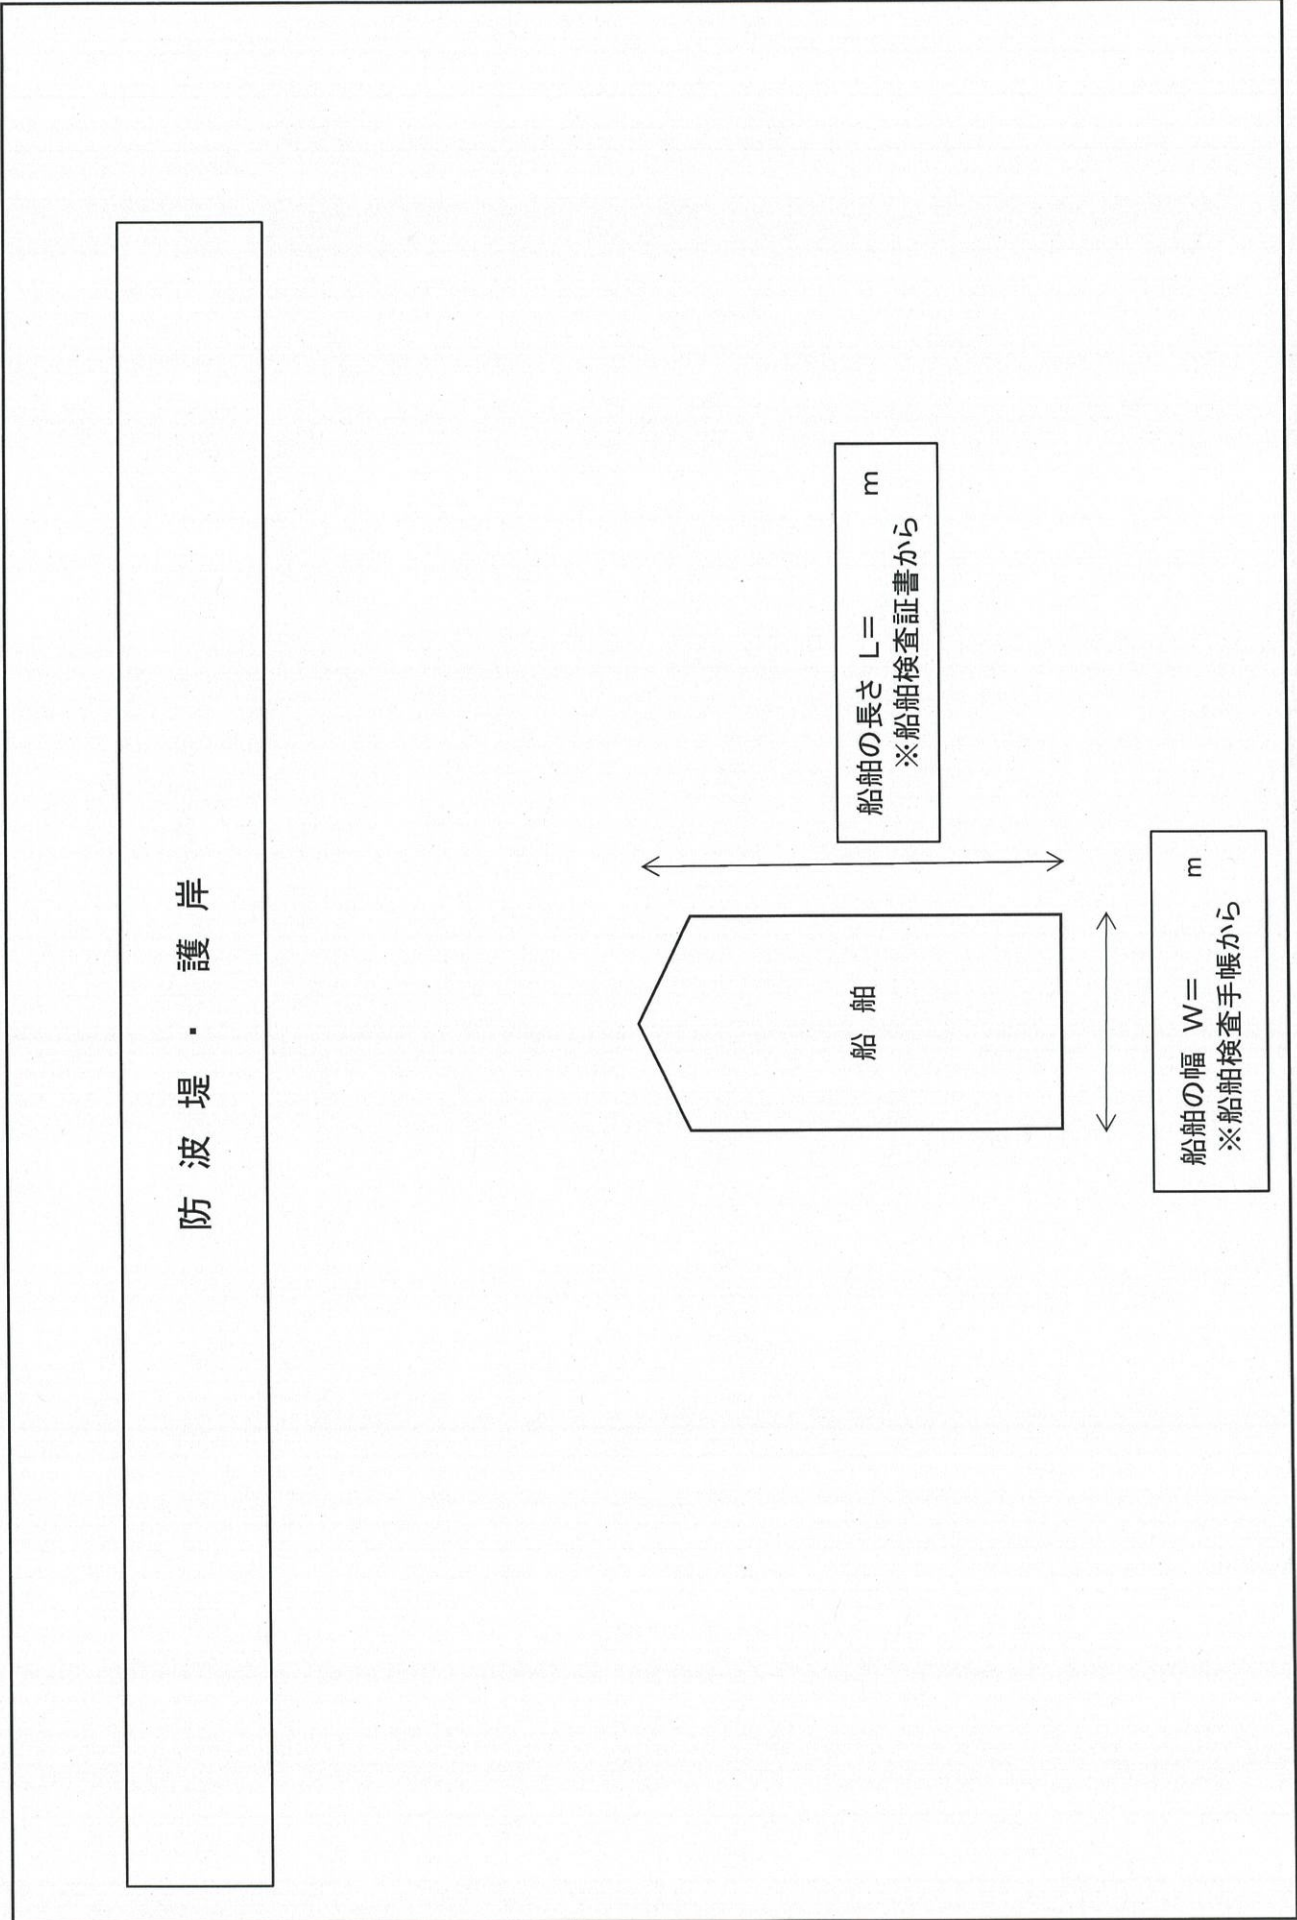 防波堤・護岸
船舶
船舶の長さ L=　　　m
※船舶検査証書から
船舶の幅 W=　　　m
※船舶検査手帳から